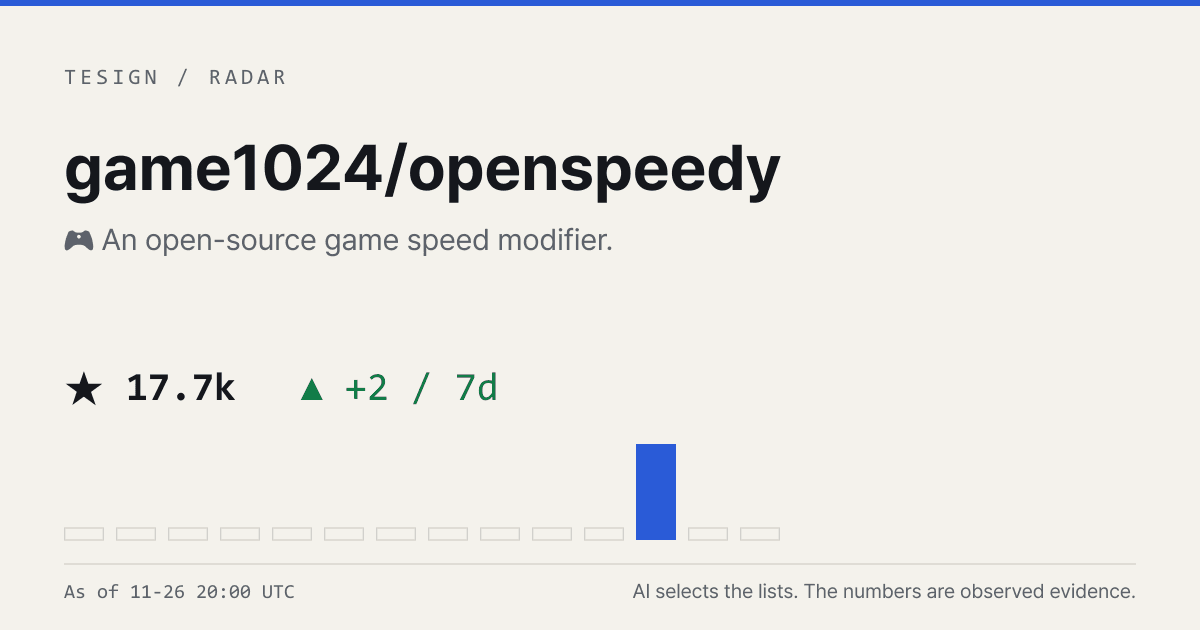 TESIGN / RADAR
game1024/openspeedy
🎮 An open-source game speed modifier.
★ 17.7k ▲ +2 / 7d
As of 11-26 20:00 UTC
AI selects the lists. The numbers are observed evidence.